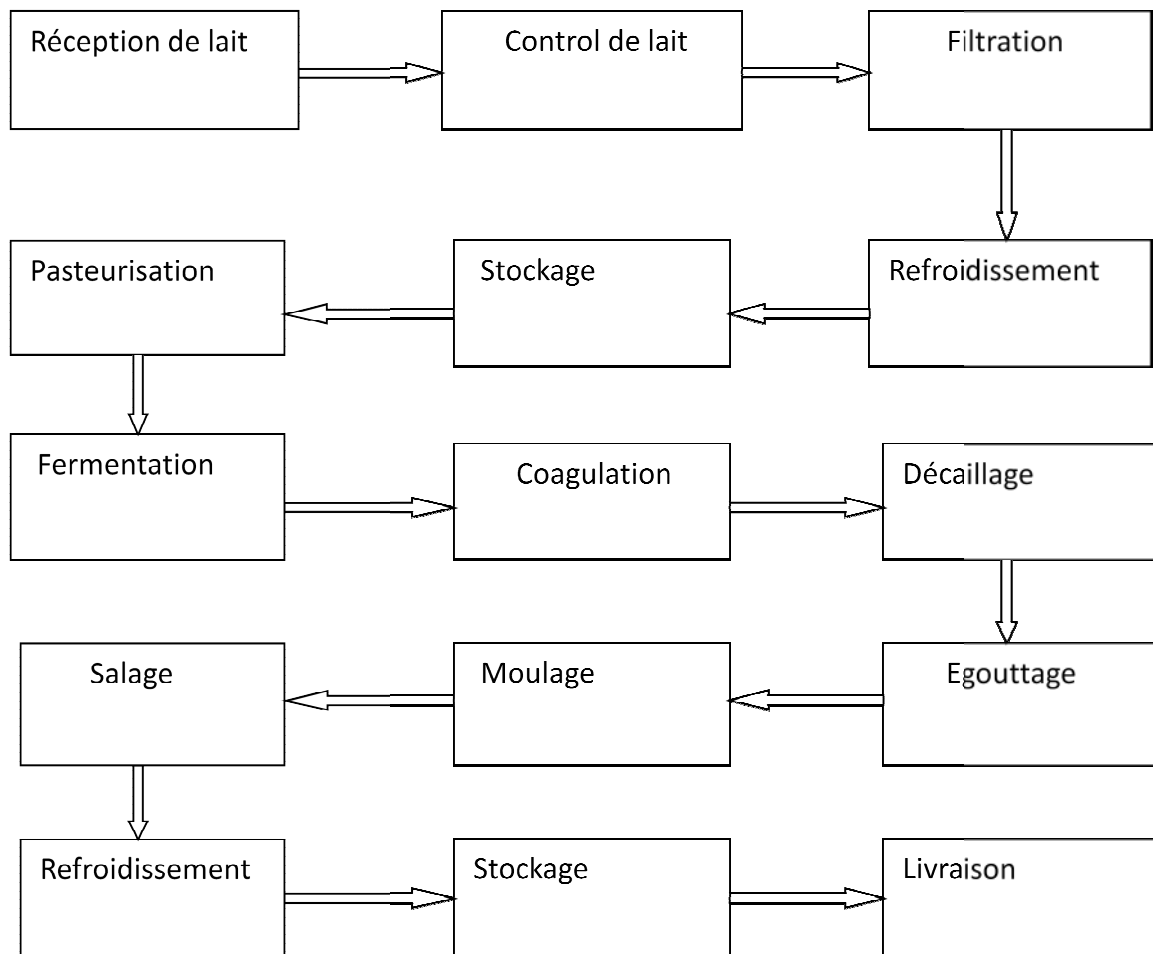 Réception de lait
Control de lait
Filtration
Refroidissement
Stockage
Pasteurisation
Fermentation
Coagulation
Décaillage
Egouttage
Moulage
Salage
Refroidissement
Stockage
Livraison